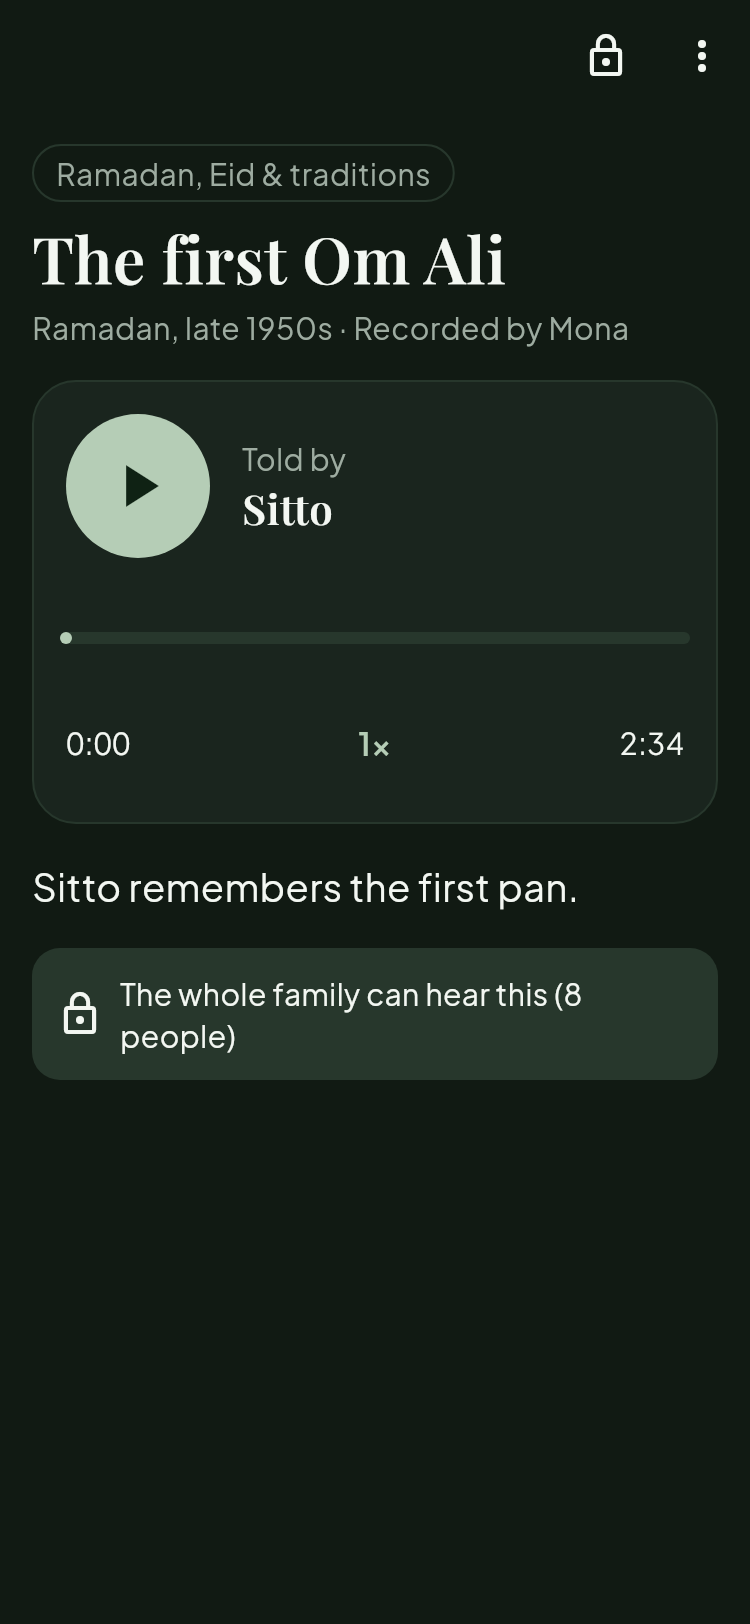 Ramadan, Eid & traditions
The first Om Ali
Ramadan, late 1950s · Recorded by Mona
Told by
Sitto
0:00 1× 2:34
Sitto remembers the first pan.
The whole family can hear this (8
people)